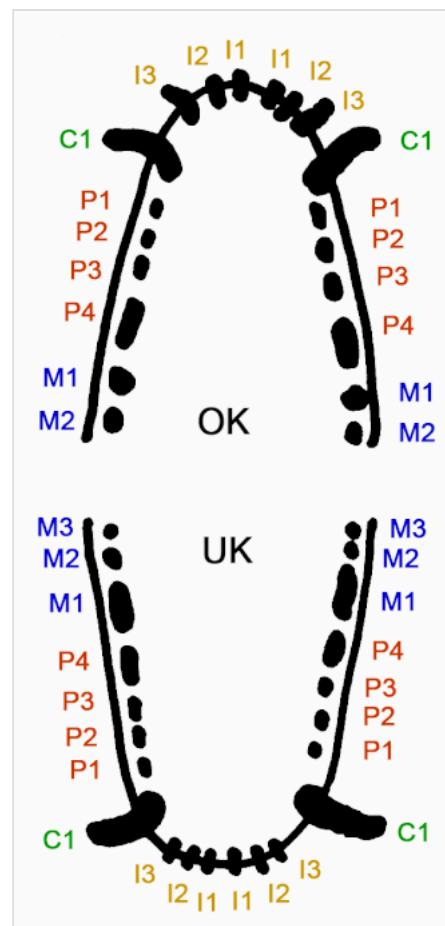 I2 I1 I1 I2
I3 I3
C1 C1
P1 P1
P2 P2
P3 P3
P4 P4
M1 M1
M2 M2
OK
M3 M3
M2 UK M2
M1 M1
P4 P4
P3 P3
P2 P2
P1 P1
C1 C1
I3 I3
I2 I1 I1 I2